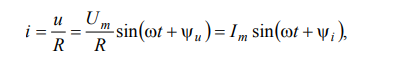 i = u/R = U_m/R sin(ωt + ψ_u) = I_m sin(ωt + ψ_i),